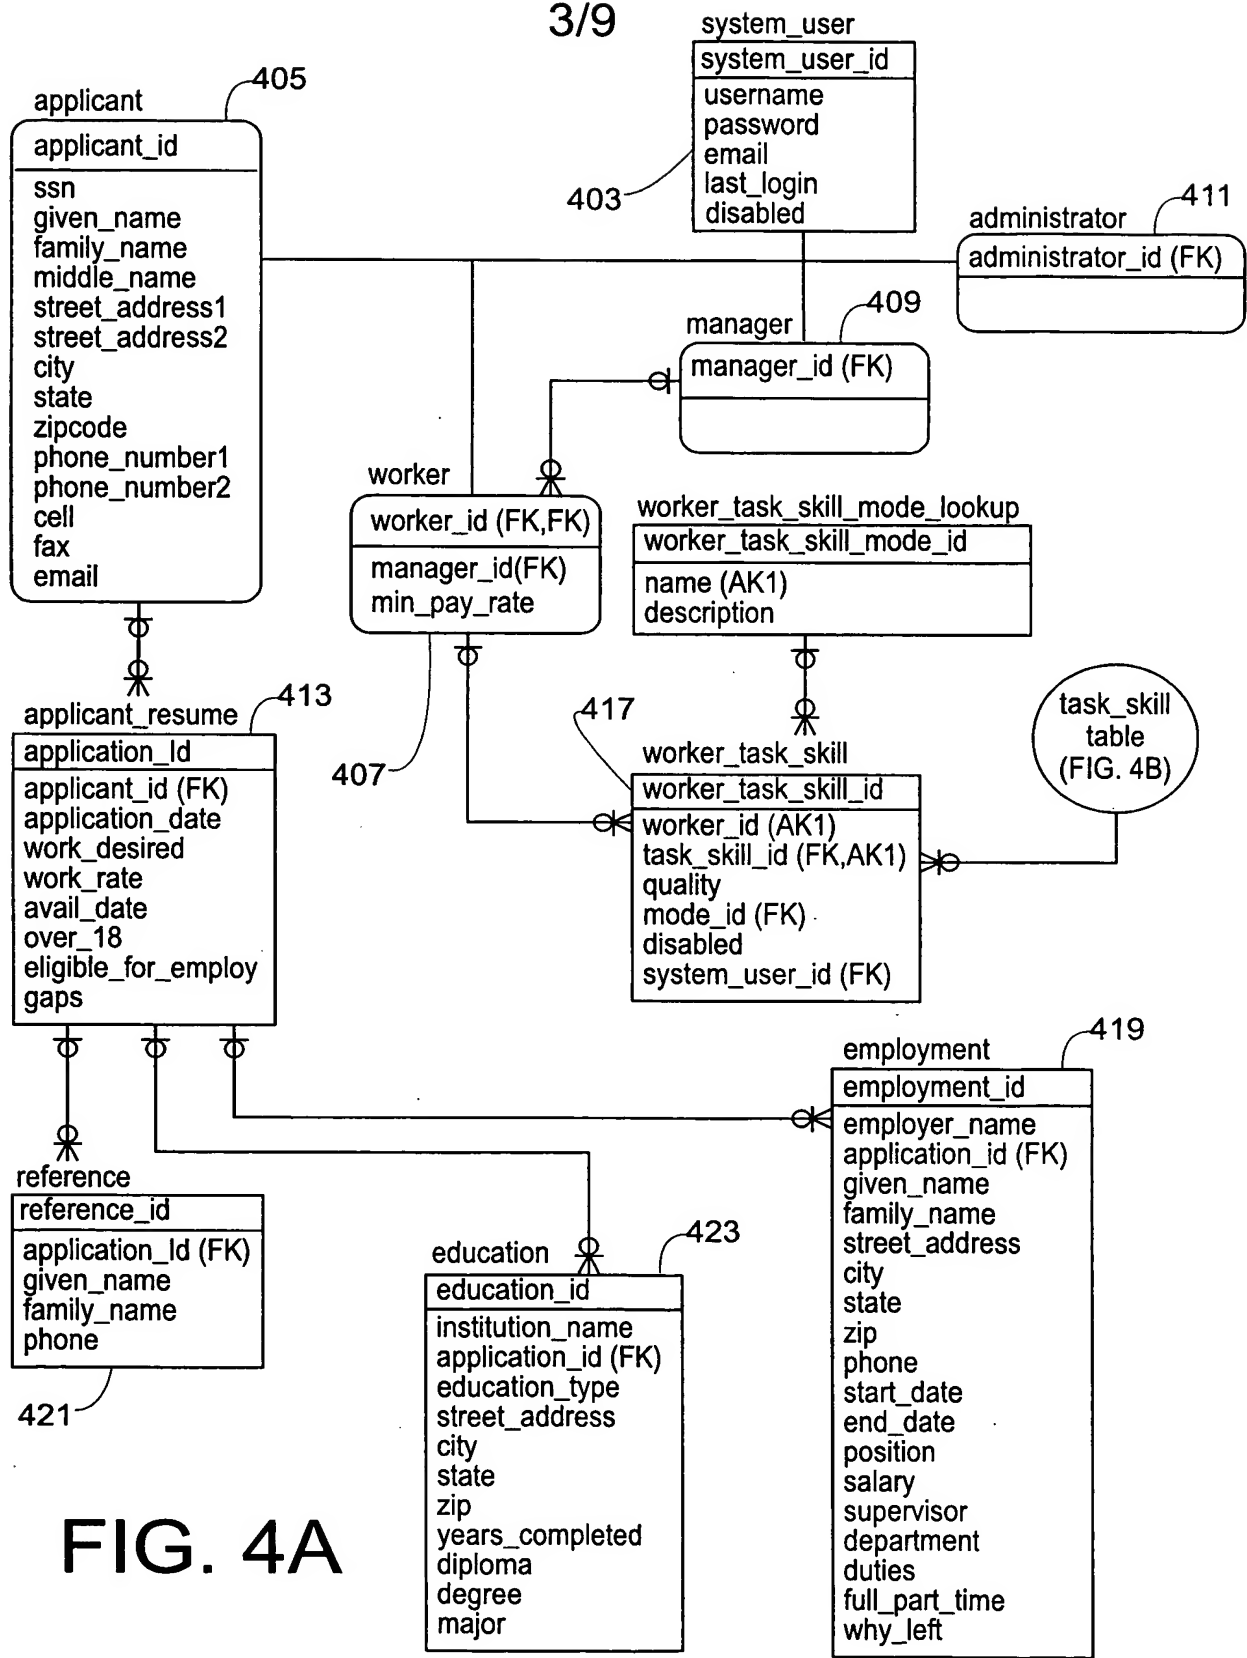 3/9
system_user
system_user_id
username
password
email
last_login
disabled
403
applicant
405
applicant_id
ssn
given_name
family_name
middle_name
street_address1
street_address2
city
state
zipcode
phone_number1
phone_number2
cell
fax
email
administrator
411
administrator_id (FK)
manager
409
manager_id (FK)
worker
worker_id (FK,FK)
manager_id(FK)
min_pay_rate
407
worker_task_skill_mode_lookup
worker_task_skill_mode_id
name (AK1)
description
task_skill
table
(FIG. 4B)
417
worker_task_skill
worker_task_skill_id
worker_id (AK1)
task_skill_id (FK,AK1)
quality
mode_id (FK)
disabled
system_user_id (FK)
applicant_resume
413
application_Id
applicant_id (FK)
application_date
work_desired
work_rate
avail_date
over_18
eligible_for_employ
gaps
reference
reference_id
application_Id (FK)
given_name
family_name
phone
421
education
423
education_id
institution_name
application_id (FK)
education_type
street_address
city
state
zip
years_completed
diploma
degree
major
employment
419
employment_id
employer_name
application_id (FK)
given_name
family_name
street_address
city
state
zip
phone
start_date
end_date
position
salary
supervisor
department
duties
full_part_time
why_left
FIG. 4A